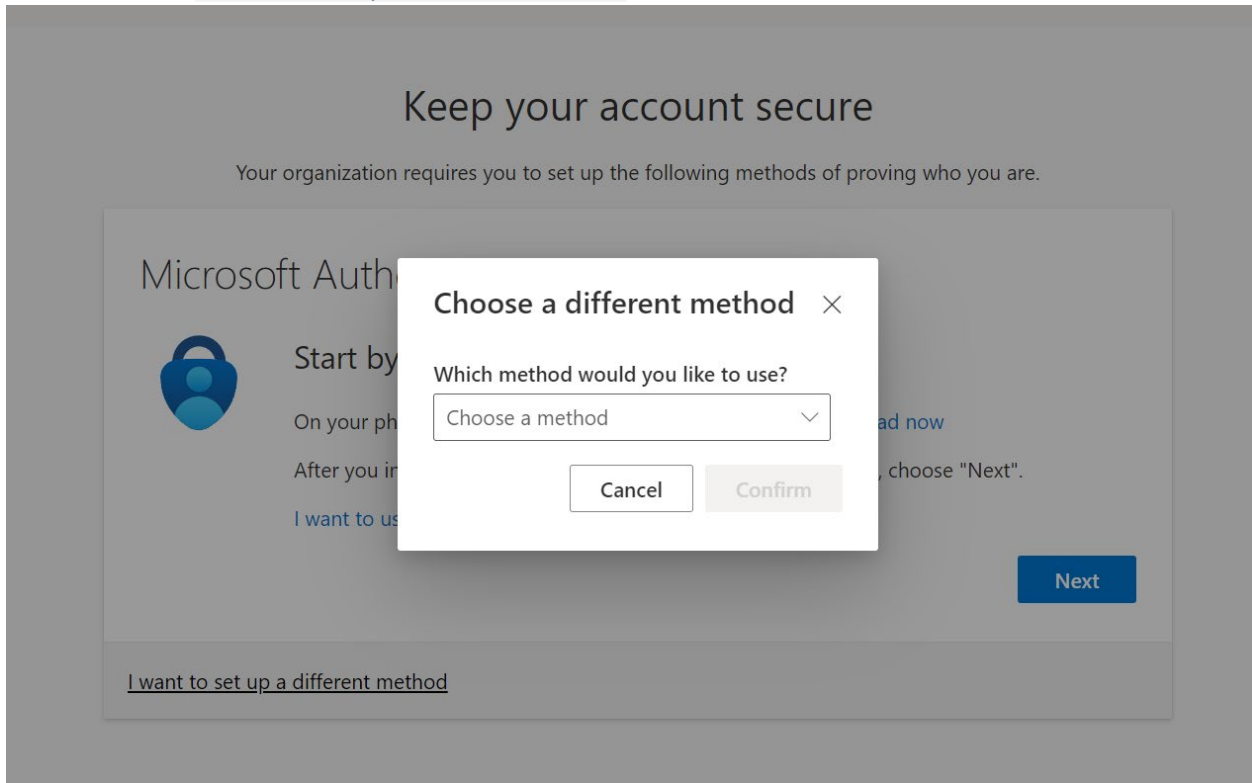 Keep your account secure
Your organization requires you to set up the following methods of proving who you are.
Microsoft Auth
Choose a different method
Start by
Which method would you like to use?
On your ph
Choose a method
ad now
After you in
, choose "Next".
Cancel
Confirm
I want to us
Next
I want to set up a different method